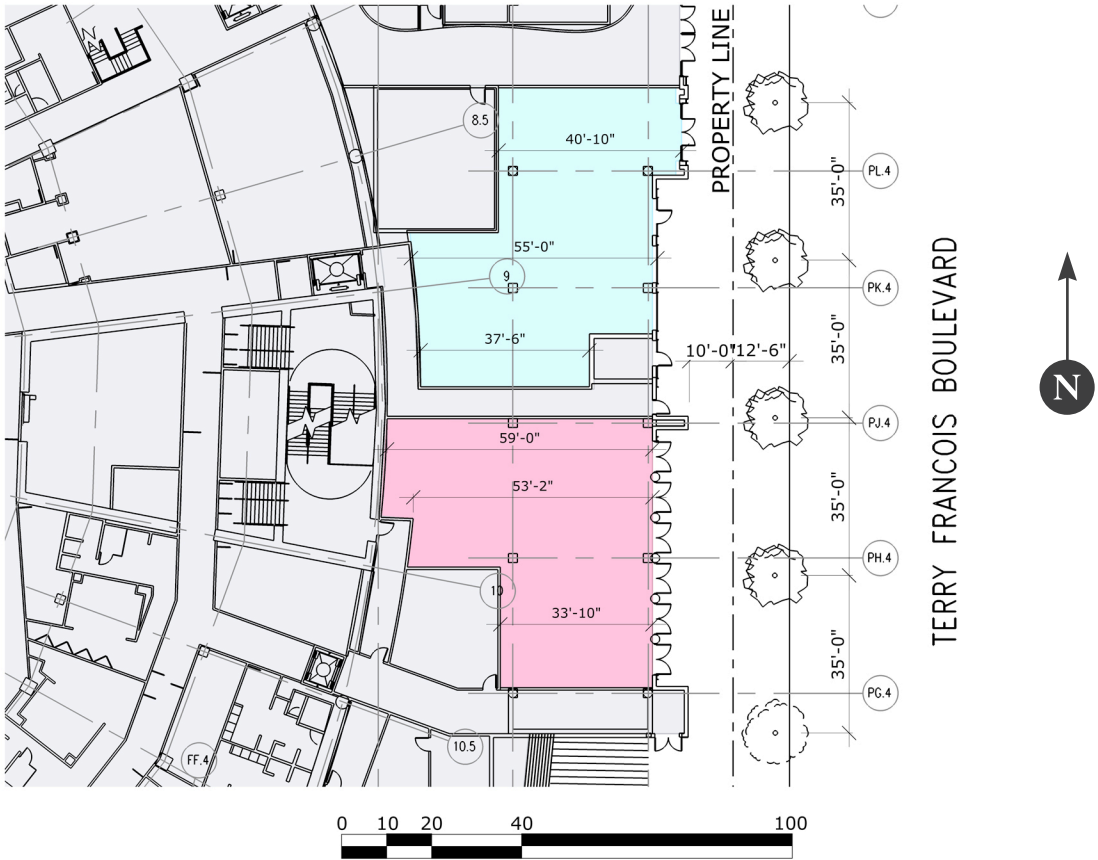 PROPERTY LINE
8.5
40'-10"
PL.4
35'-0"
55'-0"
9
PK.4
37'-6"
10'-0"
12'-6"
35'-0"
TERRY FRANCOIS BOULEVARD
N
PJ.4
59'-0"
53'-2"
35'-0"
PH.4
10
33'-10"
35'-0"
PG.4
10.5
FF.4
0 10 20 40 100